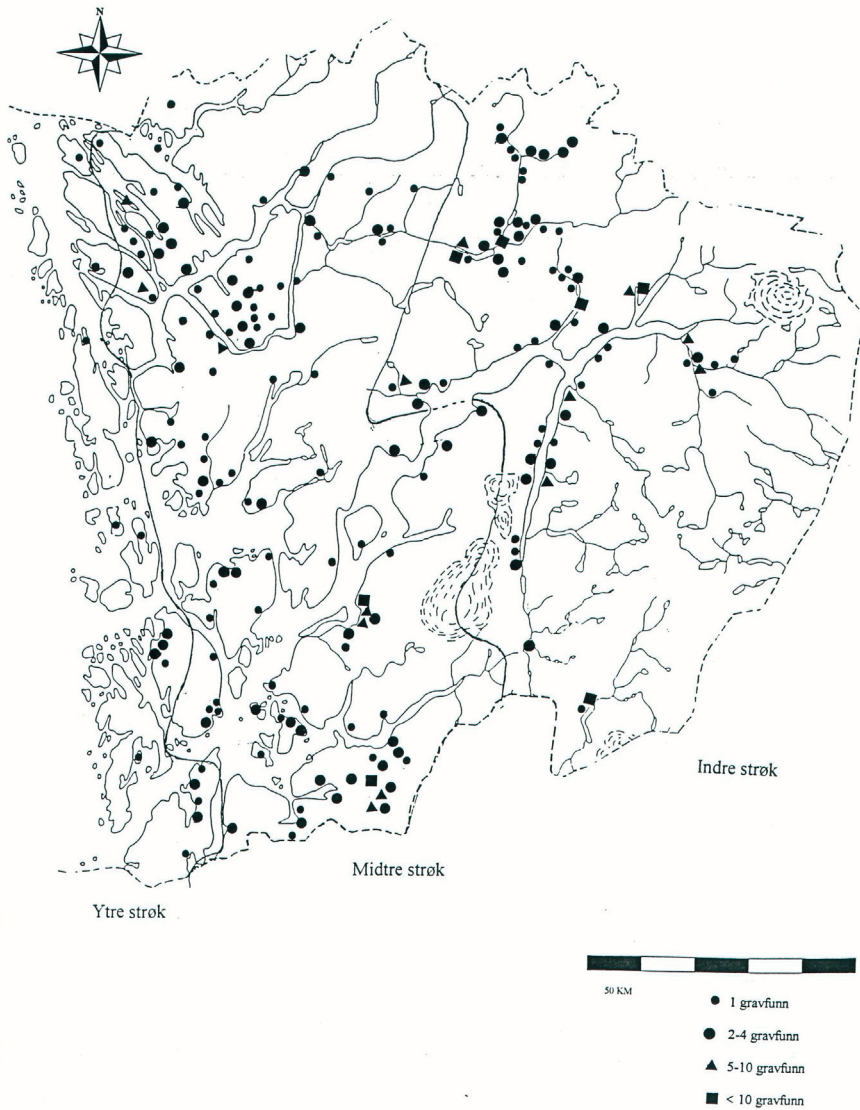 N
Indre strøk
Midtre strøk
Ytre strøk
50 KM
1 gravfunn
2-4 gravfunn
5-10 gravfunn
< 10 gravfunn